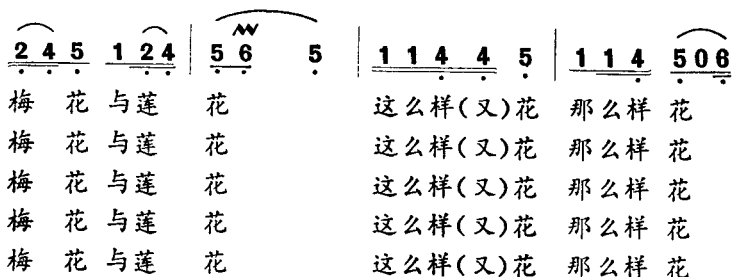 2 4 5 1 2 4 | 5 6 5 | 1 1 4 4 5 | 1 1 4 5 0 6
梅 花 与 莲 花 这 么 样 ( 又 ) 花 那 么 样 花
梅 花 与 莲 花 这 么 样 ( 又 ) 花 那 么 样 花
梅 花 与 莲 花 这 么 样 ( 又 ) 花 那 么 样 花
梅 花 与 莲 花 这 么 样 ( 又 ) 花 那 么 样 花
梅 花 与 莲 花 这 么 样 ( 又 ) 花 那 么 样 花